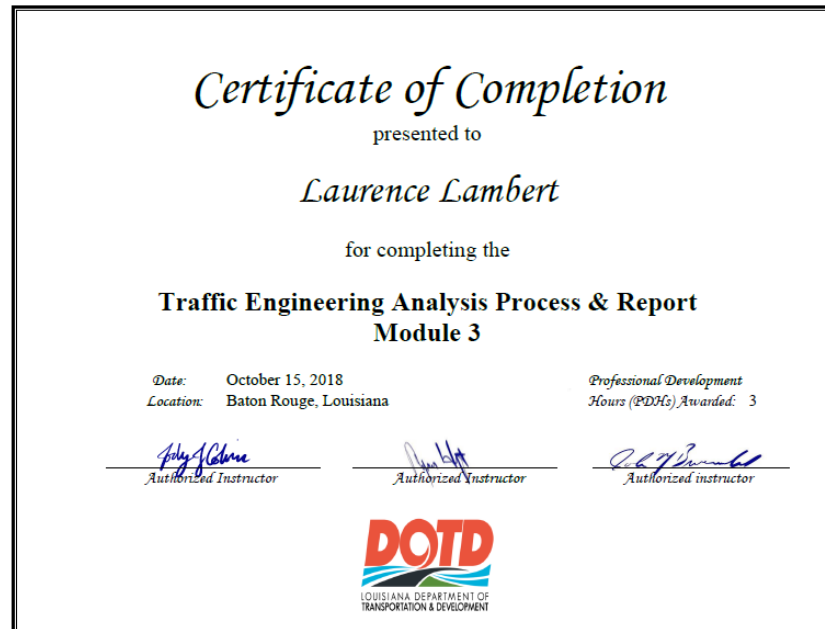 Certificate of Completion
presented to
Laurence Lambert
for completing the
Traffic Engineering Analysis Process & Report
Module 3
Date: October 15, 2018
Location: Baton Rouge, Louisiana
Professional Development
Hours (PDHs) Awarded: 3
Authorized Instructor
Authorized Instructor
Authorized instructor
DOTD
LOUISIANA DEPARTMENT OF
TRANSPORTATION & DEVELOPMENT